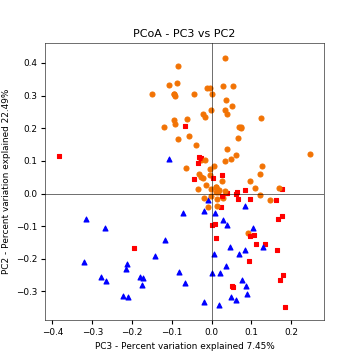 PCoA - PC3 vs PC2
PC2 - Percent variation explained 22.49%
0.4
0.3
0.2
0.1
0.0
−0.1
−0.2
−0.3
−0.4 −0.3 −0.2 −0.1 0.0 0.1 0.2
PC3 - Percent variation explained 7.45%